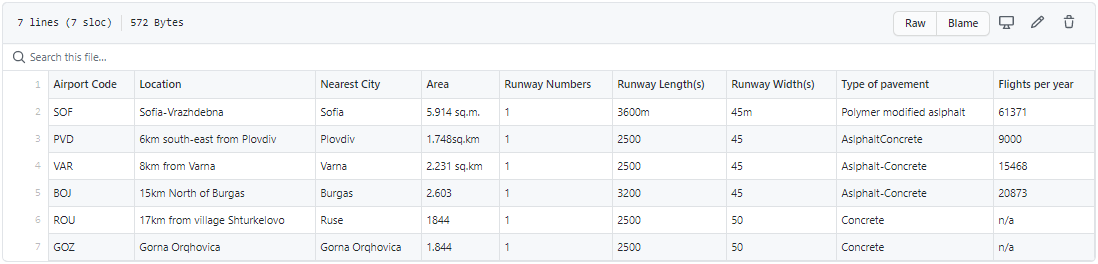 7 lines (7 sloc) 572 Bytes Raw Blame
Search this file...
1 Airport Code Location Nearest City Area Runway Numbers Runway Length(s) Runway Width(s) Type of pavement Flights per year
2 SOF Sofia-Vrazhdebna Sofia 5.914 sq.m. 1 3600m 45m Polymer modified aslphalt 61371
3 PVD 6km south-east from Plovdiv Plovdiv 1.748sq.km 1 2500 45 AslphaltConcrete 9000
4 VAR 8km from Varna Varna 2.231 sq.km 1 2500 45 Aslphalt-Concrete 15468
5 BOJ 15km North of Burgas Burgas 2.603 1 3200 45 Aslphalt-Concrete 20873
6 ROU 17km from village Shturkelovo Ruse 1844 1 2500 50 Concrete n/a
7 GOZ Gorna Orqhovica Gorna Orqhovica 1.844 1 2500 50 Concrete n/a